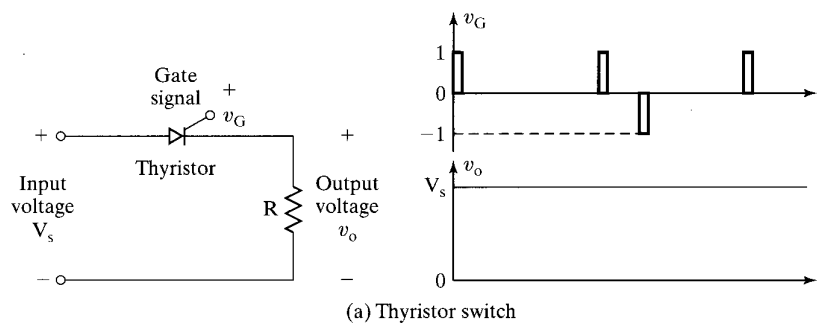 Gate
signal
+
v_G
+
Thyristor
+
Input
voltage
V_s
R
Output
voltage
v_o
−
−
v_G
1
0
−1
v_o
V_s
0
(a) Thyristor switch